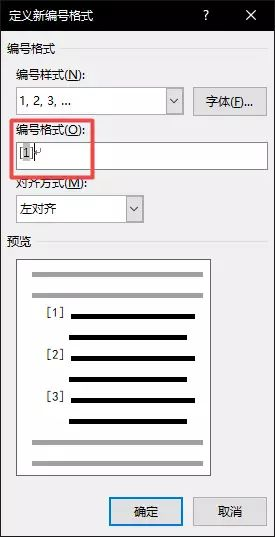 定义新编号格式 ? ×
编号格式
编号样式(N):
1, 2, 3, ...
字体(F)...
编号格式(O):
[1]↵
对齐方式(M):
左对齐
预览
[1]
[2]
[3]
确定 取消